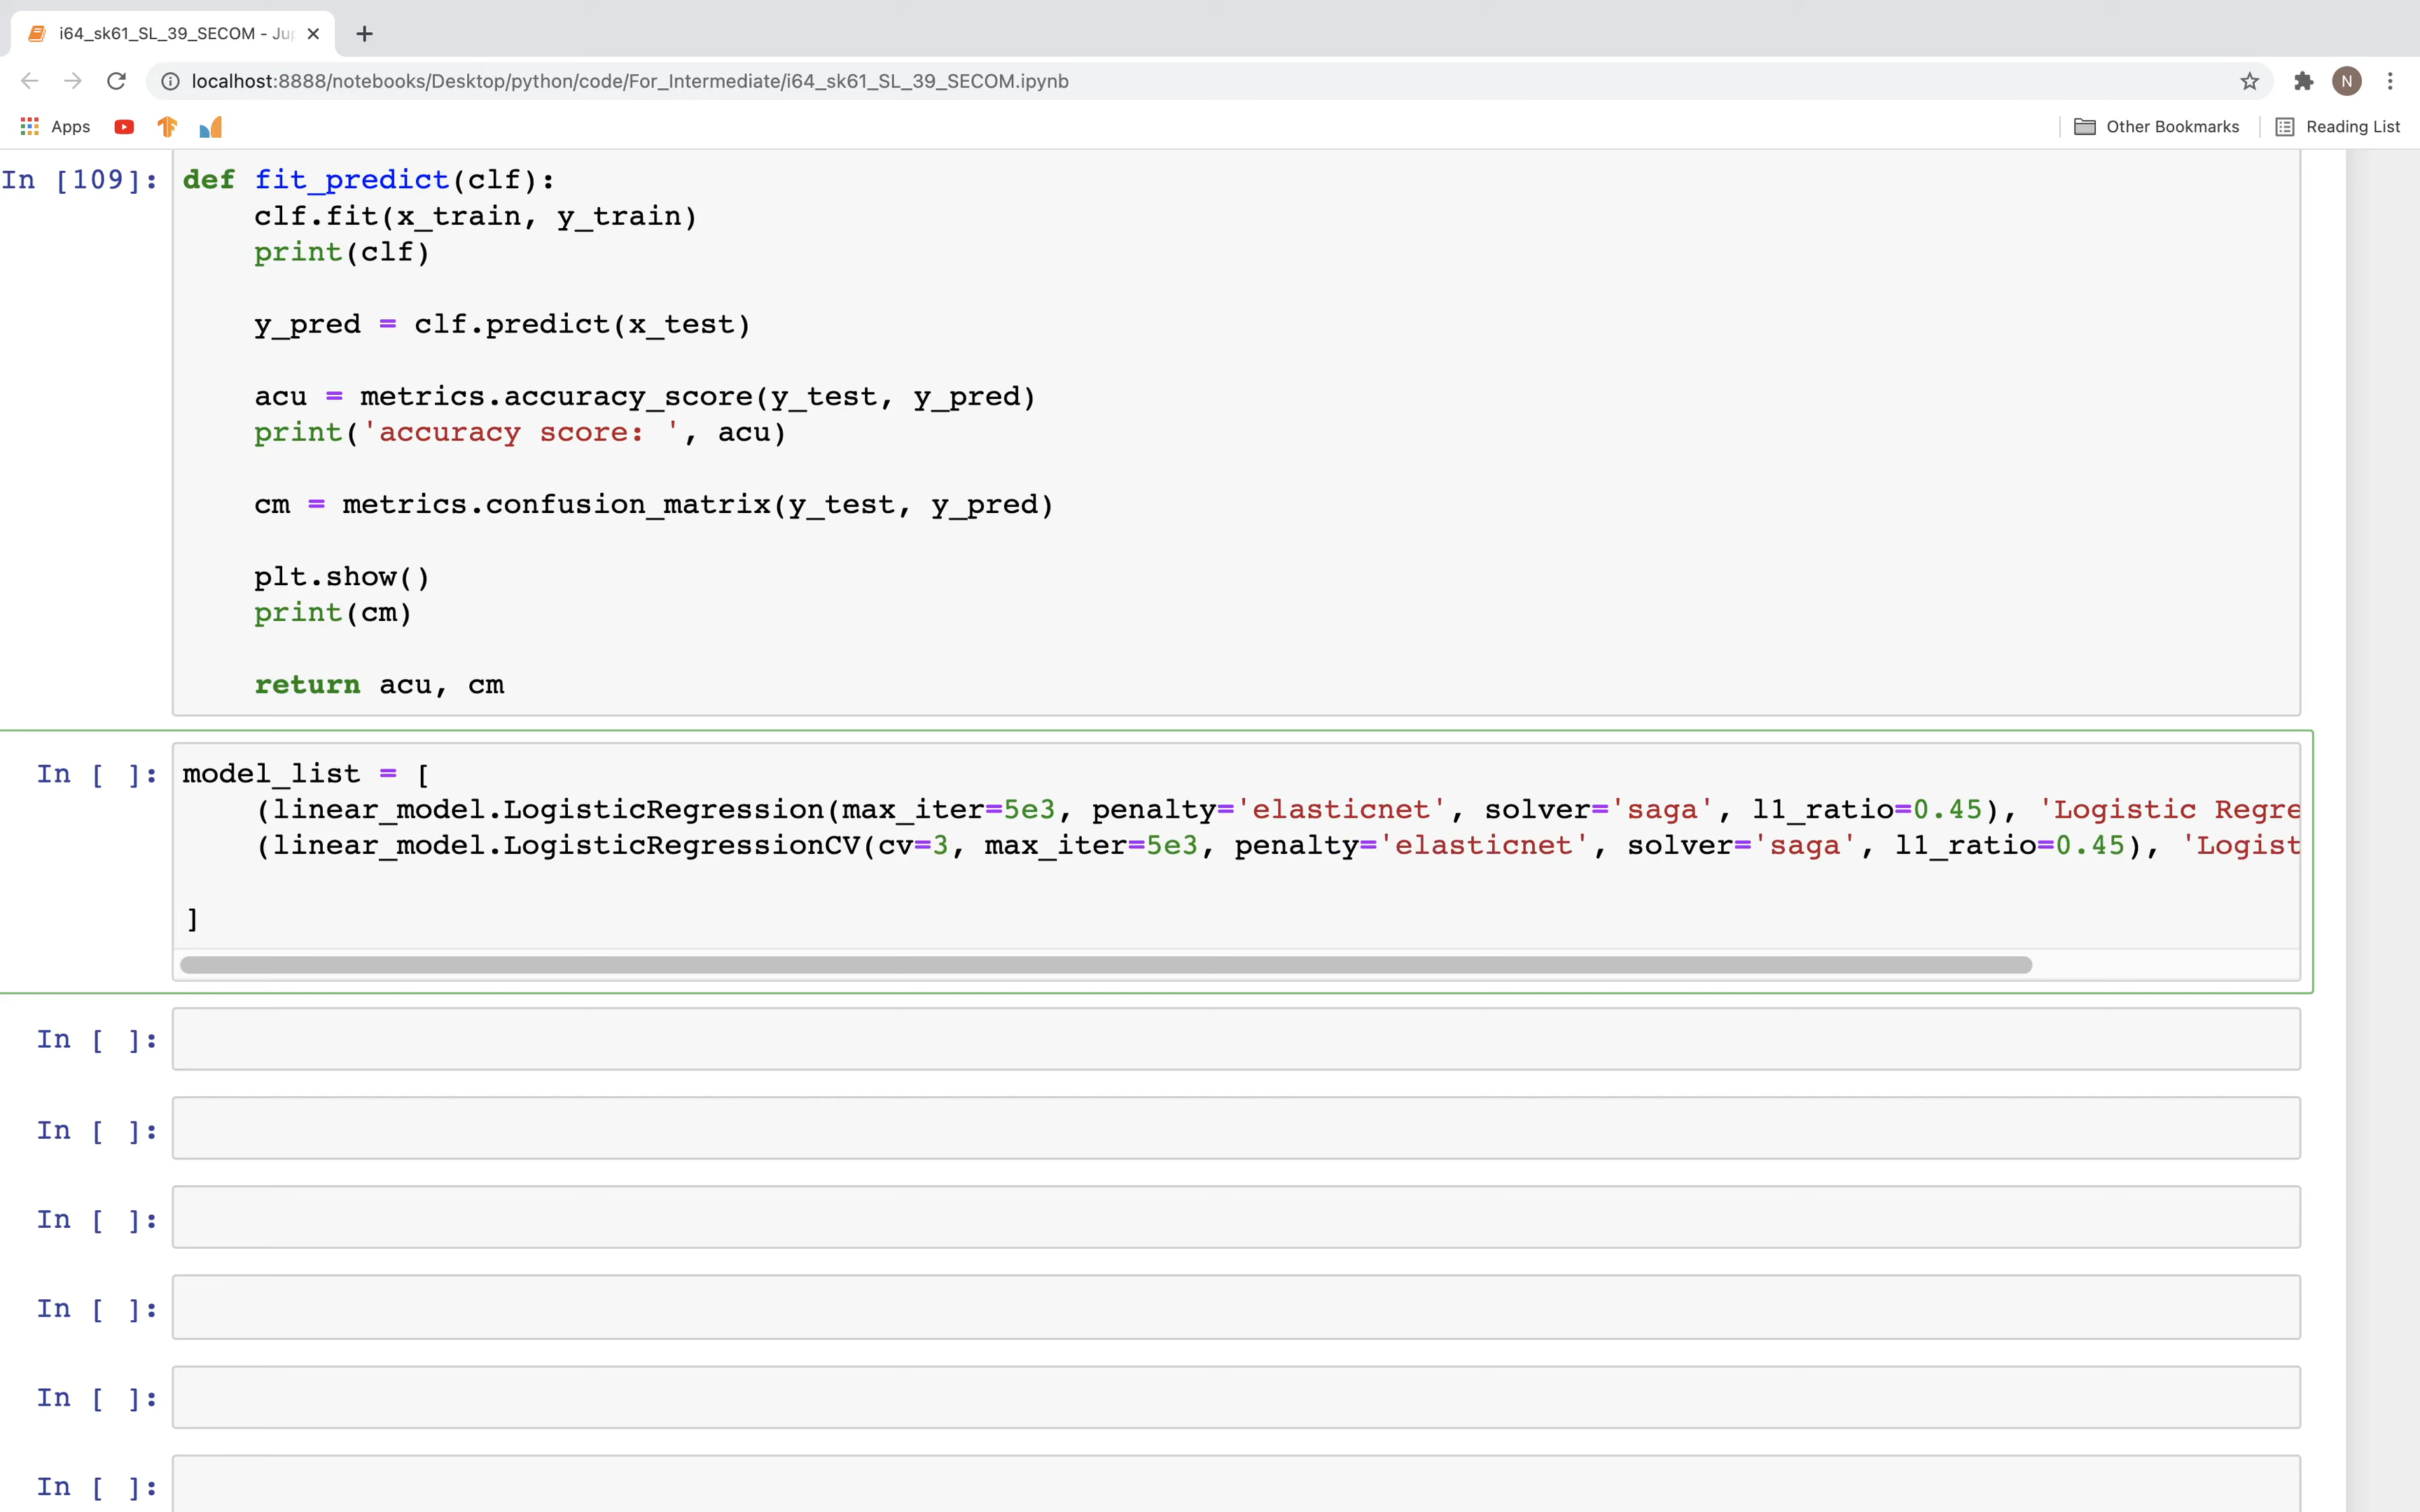 i64_sk61_SL_39_SECOM - Ju
localhost:8888/notebooks/Desktop/python/code/For_Intermediate/i64_sk61_SL_39_SECOM.ipynb
N
Apps
Other Bookmarks
Reading List
In [109]:
def fit_predict(clf):
    clf.fit(x_train, y_train)
    print(clf)
    y_pred = clf.predict(x_test)
    acu = metrics.accuracy_score(y_test, y_pred)
    print('accuracy score: ', acu)
    cm = metrics.confusion_matrix(y_test, y_pred)
    plt.show()
    print(cm)
    return acu, cm
In [ ]:
model_list = [
    (linear_model.LogisticRegression(max_iter=5e3, penalty='elasticnet', solver='saga', l1_ratio=0.45), 'Logistic Regre
    (linear_model.LogisticRegressionCV(cv=3, max_iter=5e3, penalty='elasticnet', solver='saga', l1_ratio=0.45), 'Logist
]
In [ ]:
In [ ]:
In [ ]:
In [ ]:
In [ ]:
In [ ]: